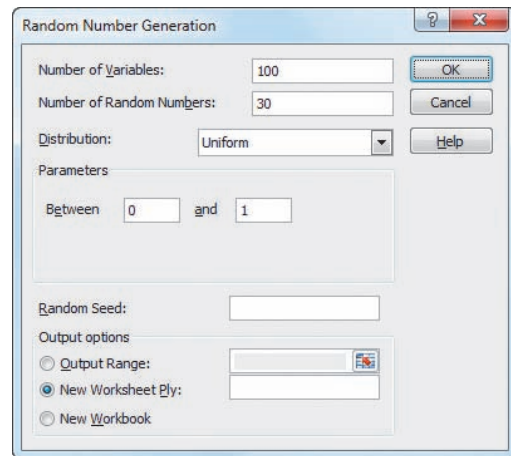 Random Number Generation
?
X
Number of Variables: 100
OK
Number of Random Numbers: 30
Cancel
Distribution: Uniform
Help
Parameters
Between 0 and 1
Random Seed:
Output options
Output Range:
New Worksheet Ply:
New Workbook